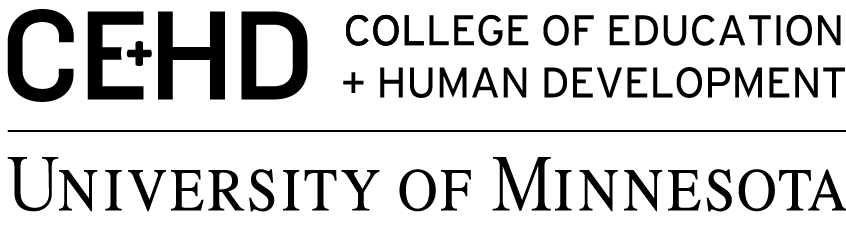 CE+HD
COLLEGE OF EDUCATION
+ HUMAN DEVELOPMENT
UNIVERSITY OF MINNESOTA